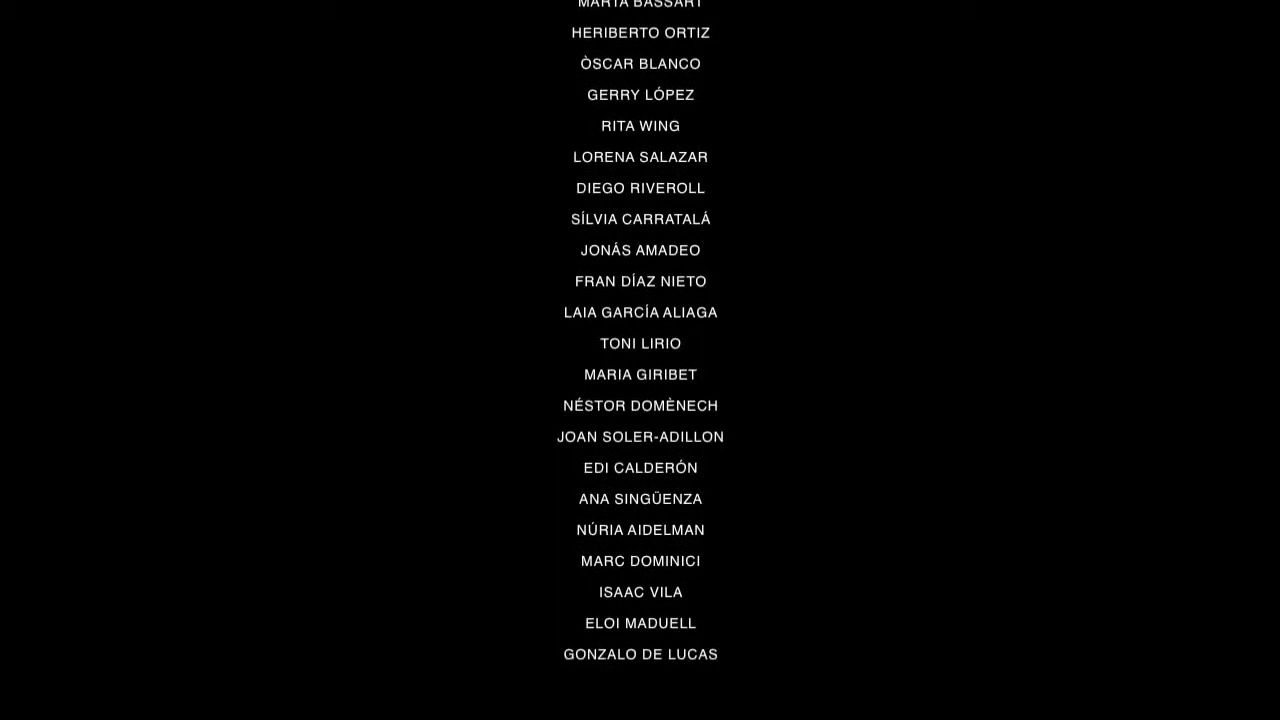 MARTA BASSART
HERIBERTO ORTIZ
ÒSCAR BLANCO
GERRY LÓPEZ
RITA WING
LORENA SALAZAR
DIEGO RIVEROLL
SÍLVIA CARRATALÁ
JONÁS AMADEO
FRAN DÍAZ NIETO
LAIA GARCÍA ALIAGA
TONI LIRIO
MARIA GIRIBET
NÉSTOR DOMÈNECH
JOAN SOLER-ADILLON
EDI CALDERÓN
ANA SINGÜENZA
NÚRIA AIDELMAN
MARC DOMINICI
ISAAC VILA
ELOI MADUELL
GONZALO DE LUCAS